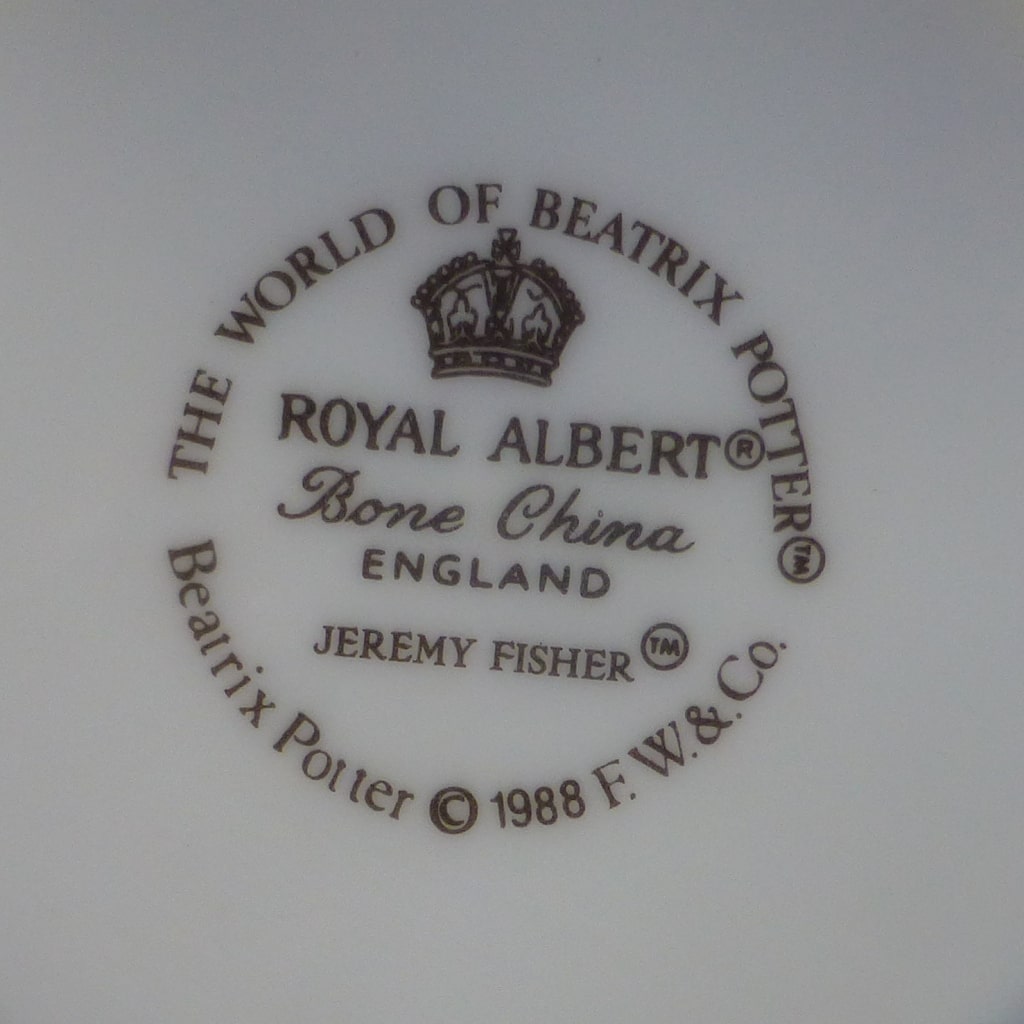 THE WORLD OF BEATRIX POTTER™
ROYAL ALBERT®
Bone China
ENGLAND
JEREMY FISHER™
Beatrix Potter © 1988 F. W. & Co.